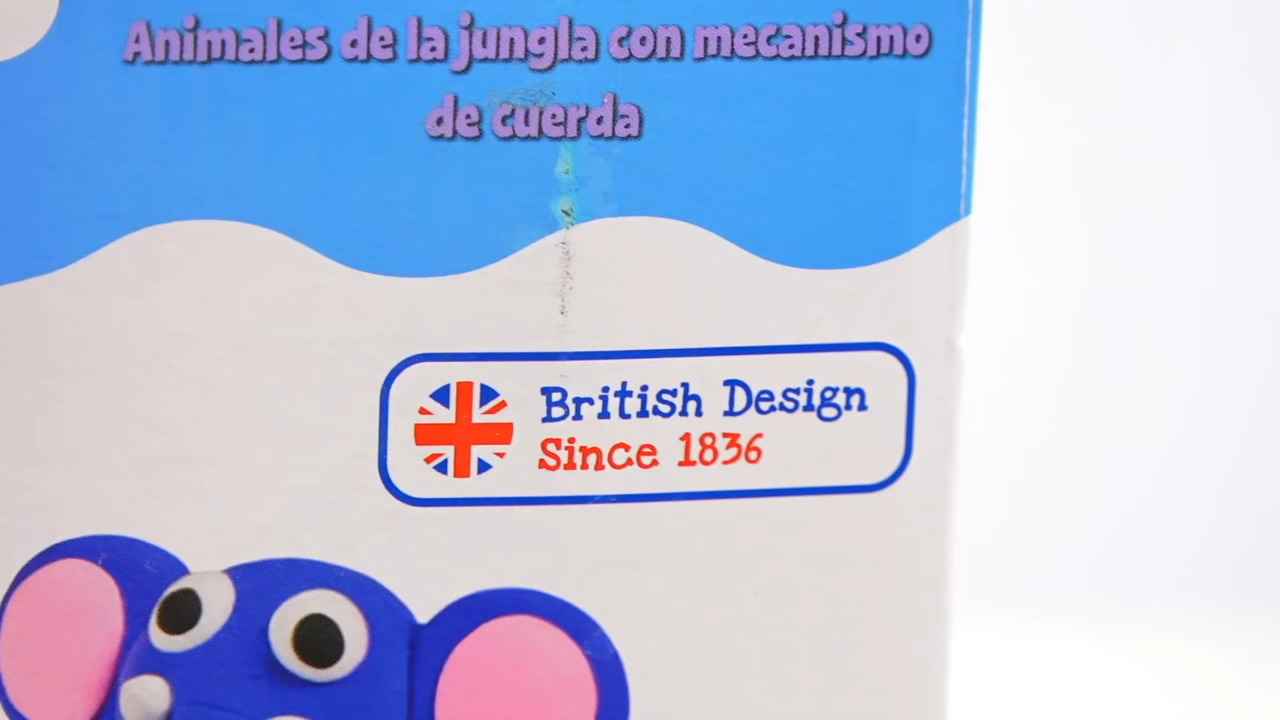 Animales de la jungla con mecanismo
de cuerda
British Design
Since 1836